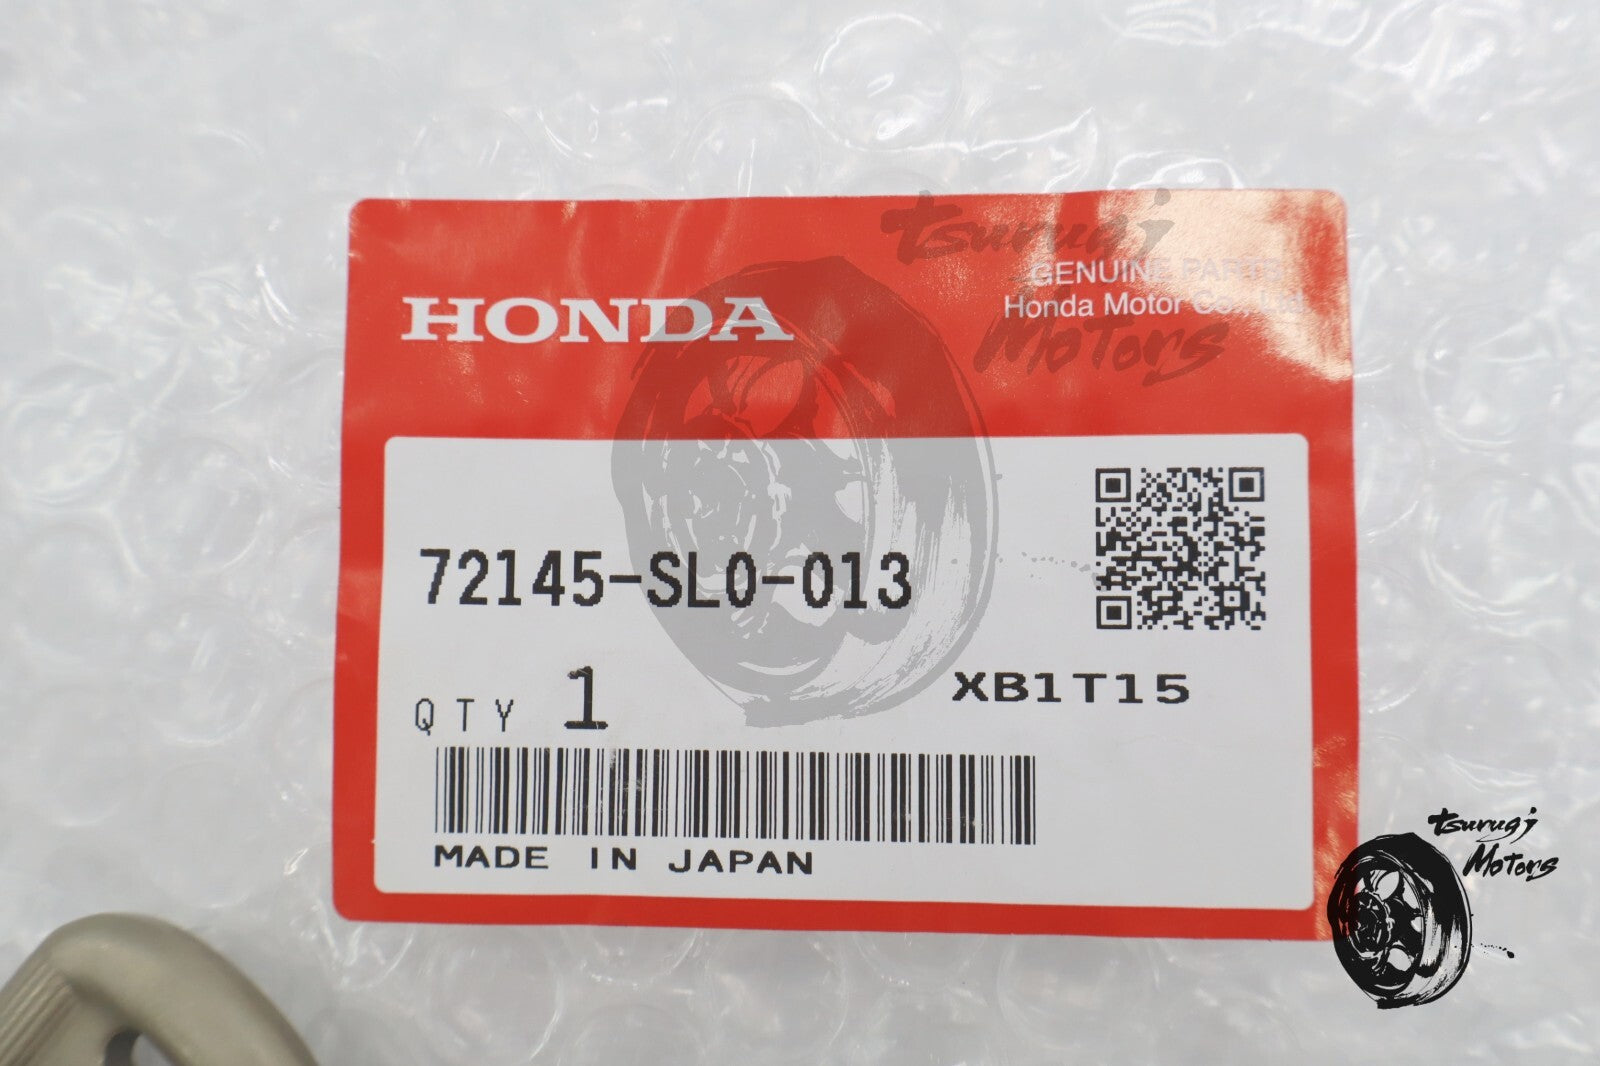 tsurugi
Motors
HONDA
GENUINE PARTS
Honda Motor Co., Ltd.
72145-SL0-013
QTY 1
XB1T15
MADE IN JAPAN
tsurugi
Motors